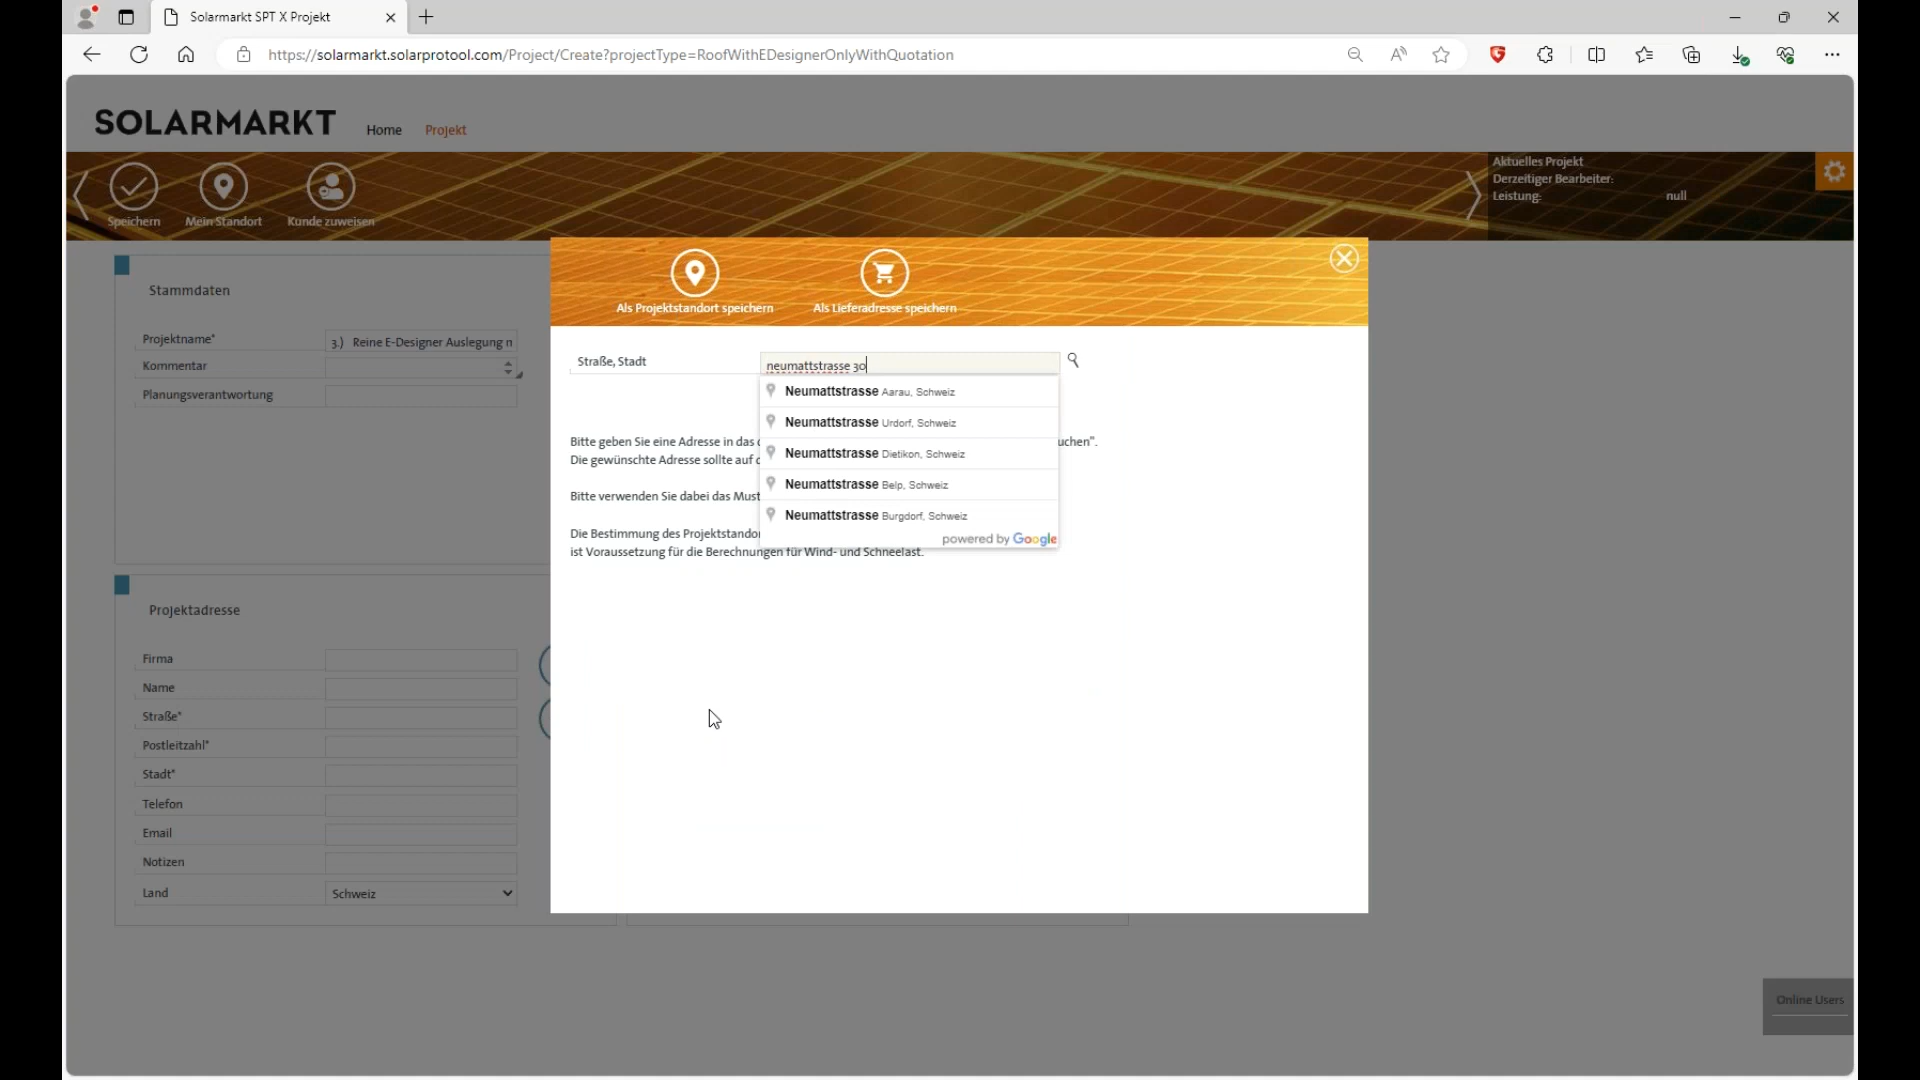 Solarmarkt SPT X Projekt
https://solarmarkt.solarprotool.com/Project/Create?projectType=RoofWithEDesignerOnlyWithQuotation
SOLARMARKT
Home
Projekt
Speichern
Mein Standort
Kunde zuweisen
Aktuelles Projekt
Derzeitiger Bearbeiter:
Leistung: null
Stammdaten
Projektname* 3.) Reine E-Designer Auslegung n
Kommentar
Planungsverantwortung
Projektadresse
Firma
Name
Straße*
Postleitzahl*
Stadt*
Telefon
Email
Notizen
Land Schweiz
Als Projektstandort speichern
Als Lieferadresse speichern
Straße, Stadt neumattstrasse 30
Neumattstrasse Aarau, Schweiz
Neumattstrasse Urdorf, Schweiz
Neumattstrasse Dietikon, Schweiz
Neumattstrasse Belp, Schweiz
Neumattstrasse Burgdorf, Schweiz
powered by Google
Bitte geben Sie eine Adresse in das uchen".
Die gewünschte Adresse sollte auf
Bitte verwenden Sie dabei das Must
Die Bestimmung des Projektstandor
ist Voraussetzung für die Berechnungen für Wind- und Schneelast.
Online Users